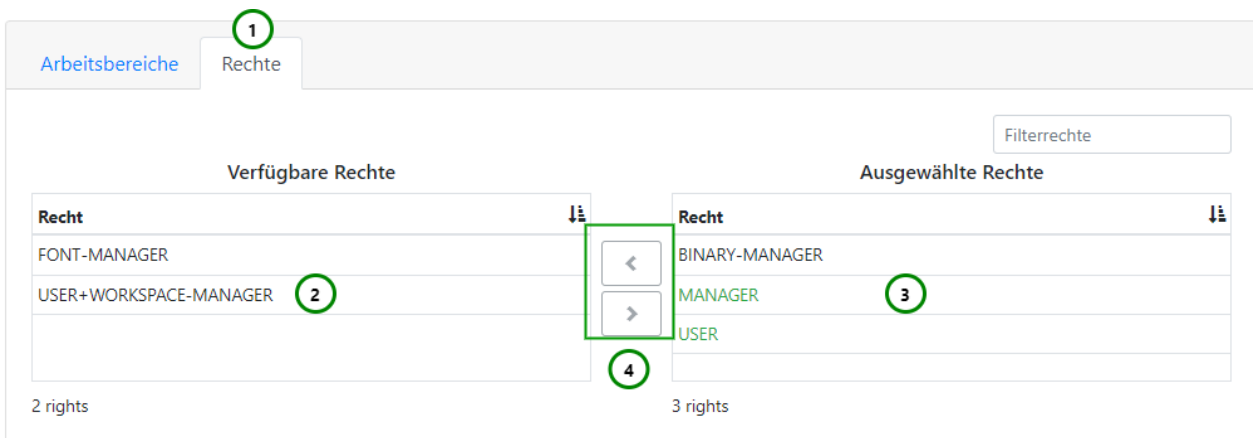 1
Arbeitsbereiche Rechte
Filterrechte
Verfügbare Rechte Ausgewählte Rechte
Recht Recht
FONT-MANAGER BINARY-MANAGER
USER+WORKSPACE-MANAGER 2 MANAGER 3
USER
4
2 rights 3 rights